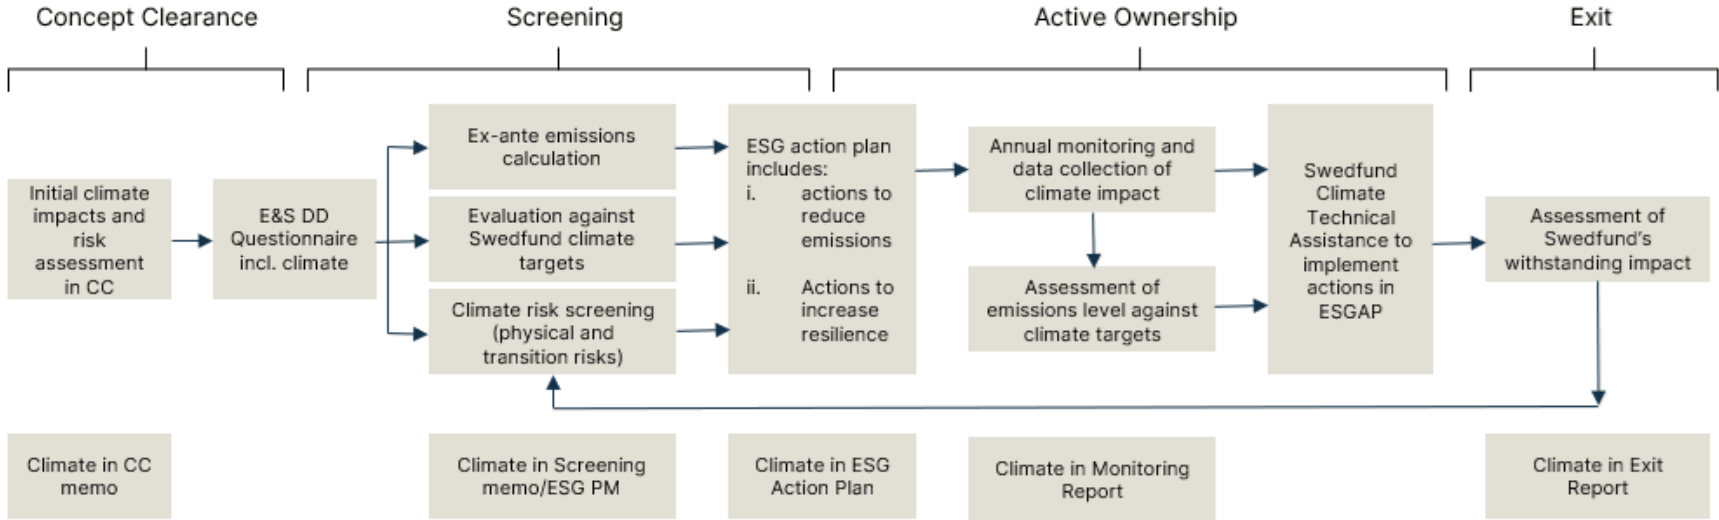 Concept Clearance
Screening
Active Ownership
Exit
Initial climate
impacts and
risk
assessment
in CC
E&S DD
Questionnaire
incl. climate
Ex-ante emissions
calculation
Evaluation against
Swedfund climate
targets
Climate risk screening
(physical and
transition risks)
ESG action plan
includes:
i. actions to
reduce
emissions
ii. Actions to
increase
resilience
Annual monitoring and
data collection of
climate impact
Assessment of
emissions level against
climate targets
Swedfund
Climate
Technical
Assistance to
implement
actions in
ESGAP
Assessment of
Swedfund's
withstanding impact
Climate in CC
memo
Climate in Screening
memo/ESG PM
Climate in ESG
Action Plan
Climate in Monitoring
Report
Climate in Exit
Report